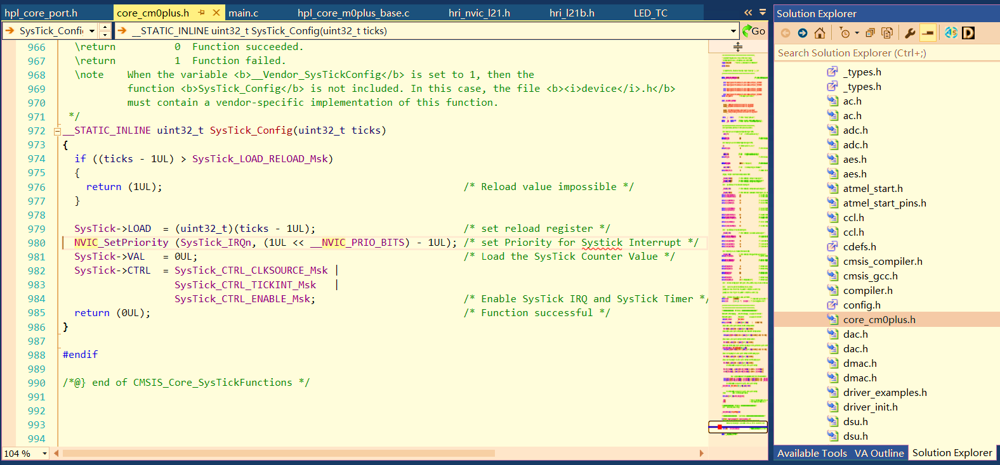 hpl_core_port.h core_cm0plus.h main.c hpl_core_m0plus_base.c hri_nvic_l21.h hri_l21b.h LED_TC
SysTick_Config __STATIC_INLINE uint32_t SysTick_Config(uint32_t ticks) Go
966 \return 0 Function succeeded.
967 \return 1 Function failed.
968 \note When the variable <b>__Vendor_SysTickConfig</b> is set to 1, then the
969 function <b>SysTick_Config</b> is not included. In this case, the file <b><i>device</i>.h</b>
970 must contain a vendor-specific implementation of this function.
971 */
972 __STATIC_INLINE uint32_t SysTick_Config(uint32_t ticks)
973 {
974 if ((ticks - 1UL) > SysTick_LOAD_RELOAD_Msk)
975 {
976 return (1UL); /* Reload value impossible */
977 }
978
979 SysTick->LOAD = (uint32_t)(ticks - 1UL); /* set reload register */
980 NVIC_SetPriority (SysTick_IRQn, (1UL << __NVIC_PRIO_BITS) - 1UL); /* set Priority for Systick Interrupt */
981 SysTick->VAL = 0UL; /* Load the SysTick Counter Value */
982 SysTick->CTRL = SysTick_CTRL_CLKSOURCE_Msk |
983 SysTick_CTRL_TICKINT_Msk |
984 SysTick_CTRL_ENABLE_Msk; /* Enable SysTick IRQ and SysTick Timer */
985 return (0UL); /* Function successful */
986 }
987
988 #endif
989
990 /*@} end of CMSIS_Core_SysTickFunctions */
991
992
993
994
104 %
Solution Explorer
Search Solution Explorer (Ctrl+;)
_types.h
_types.h
ac.h
ac.h
adc.h
adc.h
aes.h
aes.h
atmel_start.h
atmel_start_pins.h
ccl.h
ccl.h
cdefs.h
cmsis_compiler.h
cmsis_gcc.h
compiler.h
config.h
core_cm0plus.h
dac.h
dac.h
dmac.h
dmac.h
driver_examples.h
driver_init.h
dsu.h
dsu.h
Available Tools VA Outline Solution Explorer